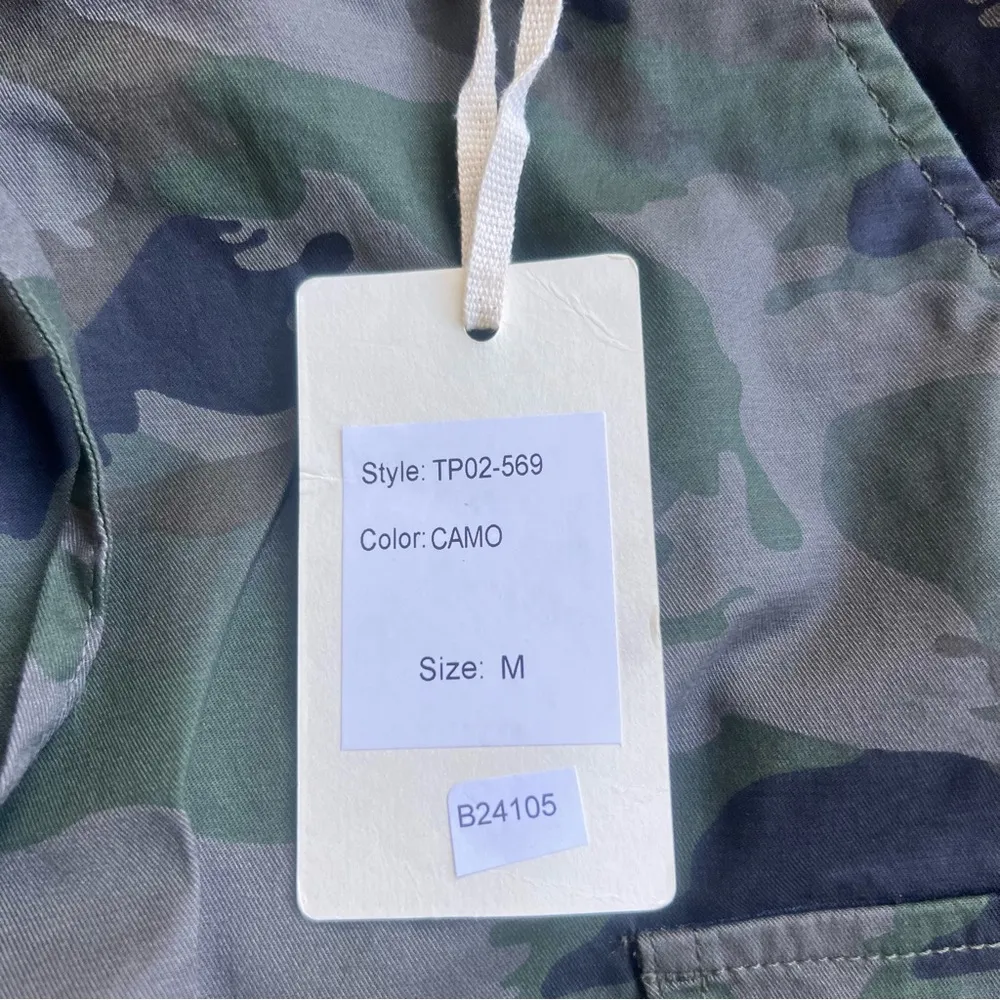 Style: TP02-569
Color: CAMO
Size: M
B24105